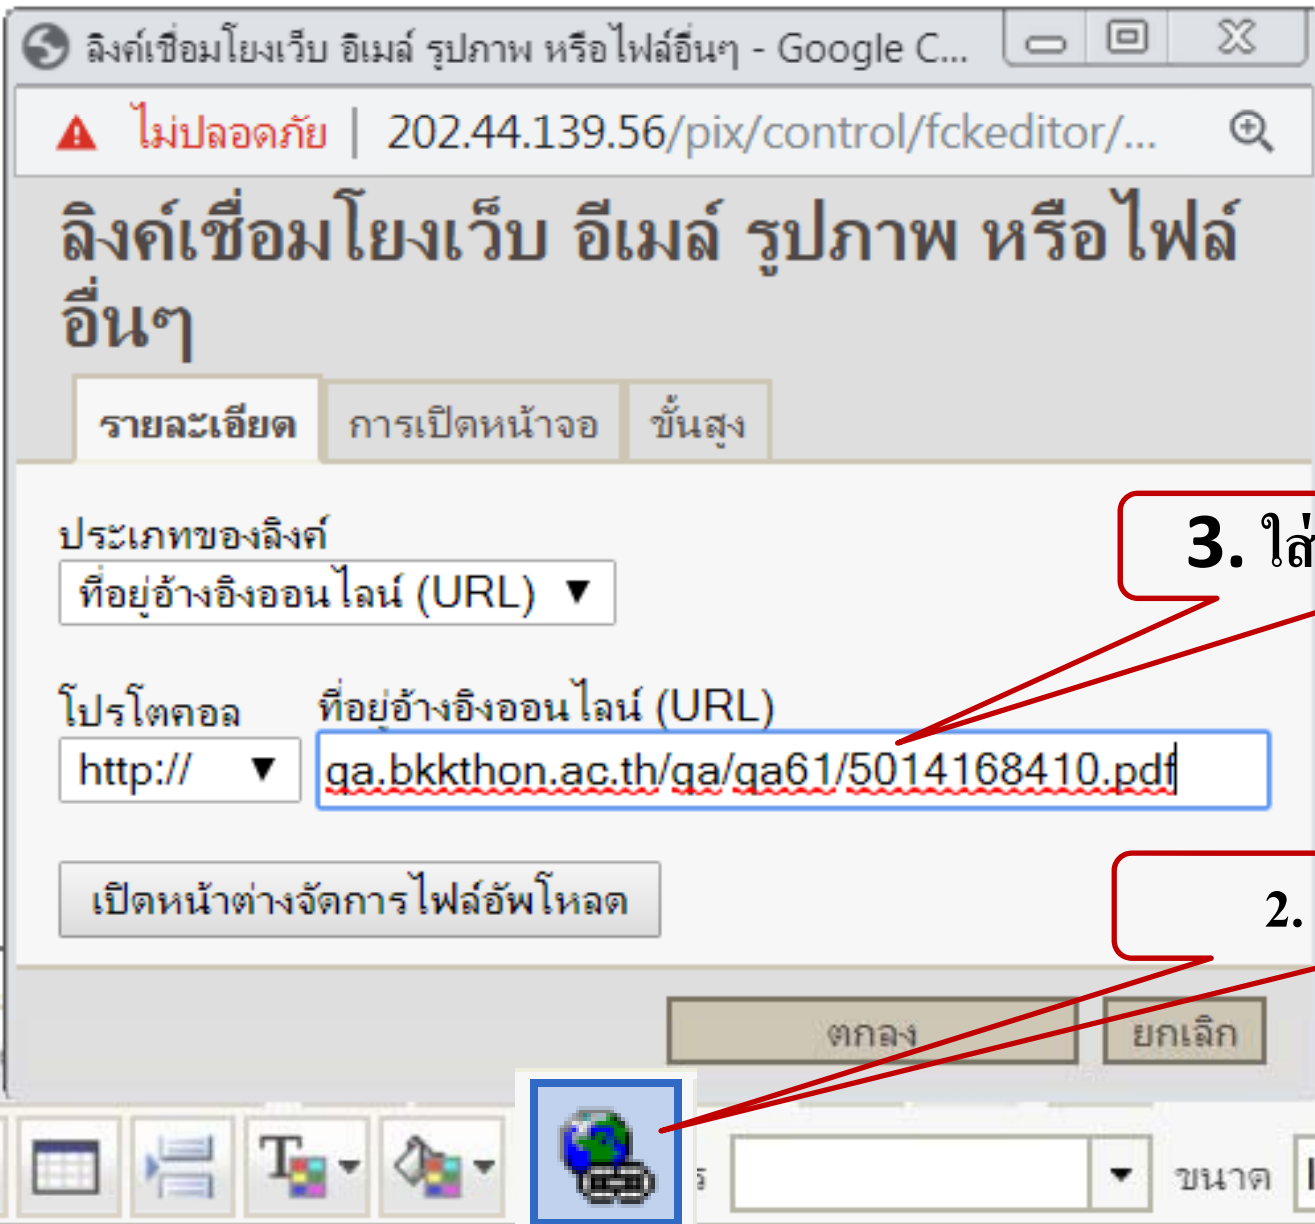 ลิงค์เชื่อมโยงเว็บ อิเมล์ รูปภาพ หรือไฟล์อื่นๆ - Google C...
ไม่ปลอดภัย | 202.44.139.56/pix/control/fckeditor/...
ลิงค์เชื่อมโยงเว็บ อีเมล์ รูปภาพ หรือไฟล์
อื่นๆ
รายละเอียด การเปิดหน้าจอ ขั้นสูง
ประเภทของลิงค์
3. ใส่
ที่อยู่อ้างอิงออนไลน์ (URL)
โปรโตคอล ที่อยู่อ้างอิงออนไลน์ (URL)
http:// qa.bkkthon.ac.th/qa/qa61/5014168410.pdf
เปิดหน้าต่างจัดการไฟล์อัพโหลด
2.
ตกลง ยกเลิก
ขนาด